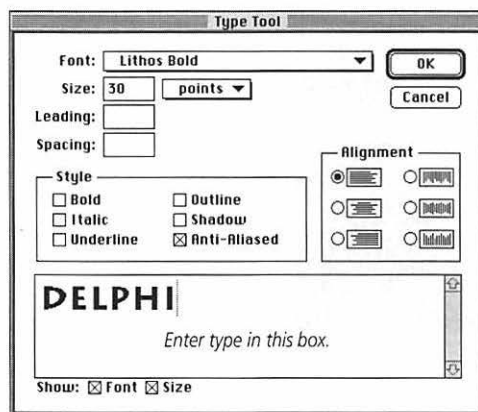 Type Tool
Font: Lithos Bold
OK
Size: 30 points
Cancel
Leading:
Spacing:
Style
Bold Outline
Italic Shadow
Underline Anti-Aliased
Alignment
DELPHI
Enter type in this box.
Show: Font Size